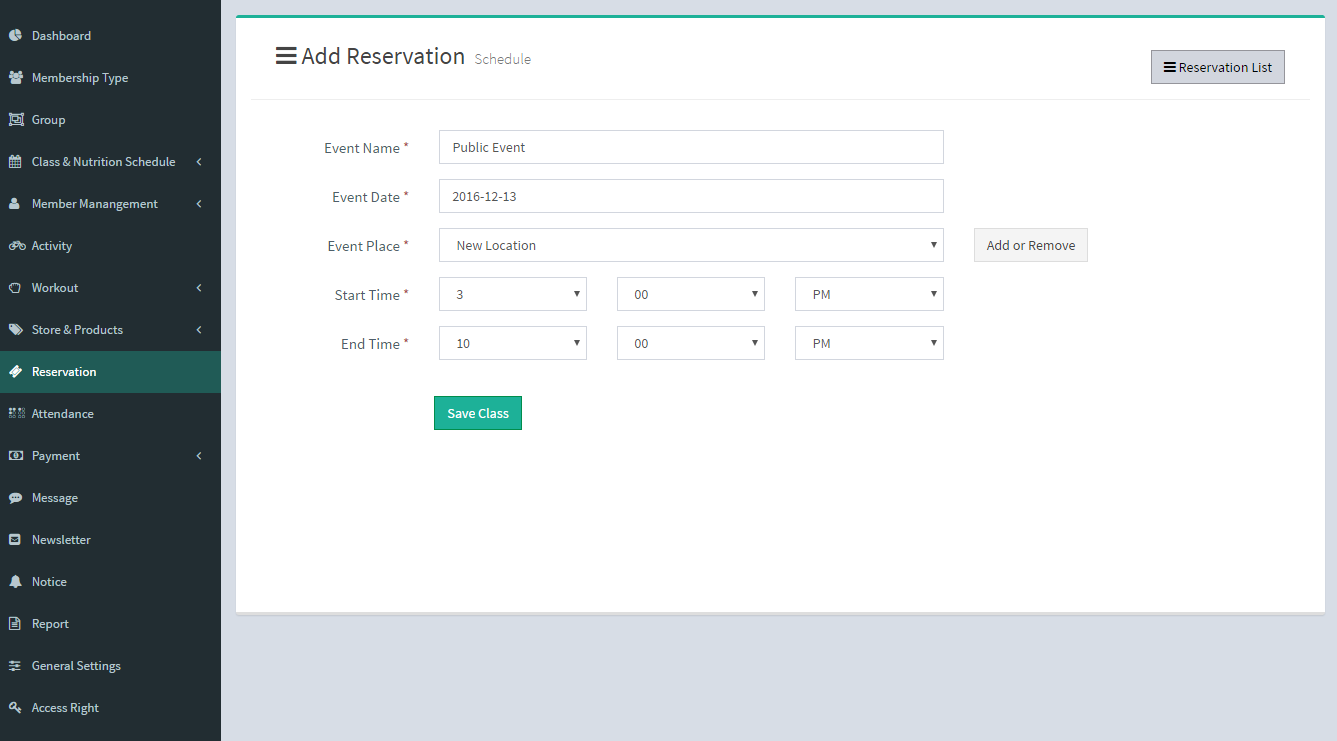 Dashboard
Membership Type
Group
Class & Nutrition Schedule
Member Manangement
Activity
Workout
Store & Products
Reservation
Attendance
Payment
Message
Newsletter
Notice
Report
General Settings
Access Right
Add Reservation Schedule
Reservation List
Event Name * Public Event
Event Date * 2016-12-13
Event Place * New Location Add or Remove
Start Time * 3 00 PM
End Time * 10 00 PM
Save Class